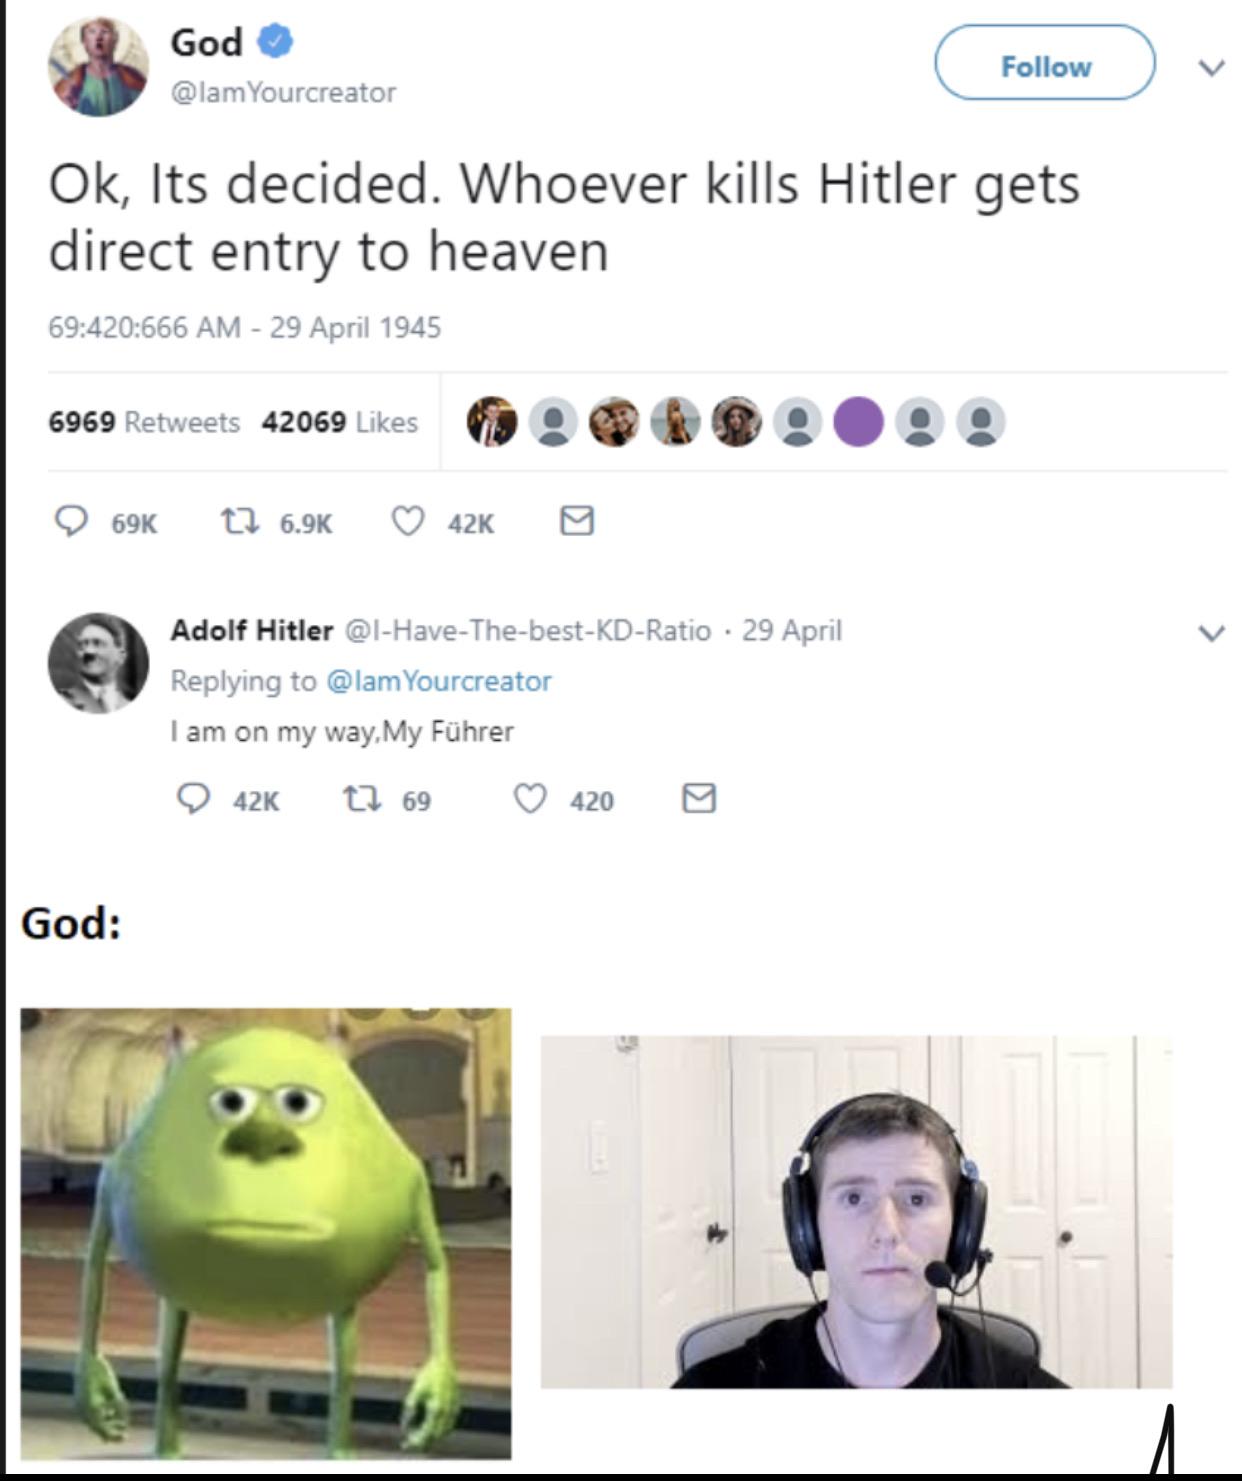 God
@IamYourcreator
Follow
Ok, Its decided. Whoever kills Hitler gets
direct entry to heaven
69:420:666 AM - 29 April 1945
6969 Retweets 42069 Likes
69K 6.9K 42K
Adolf Hitler @I-Have-The-best-KD-Ratio · 29 April
Replying to @IamYourcreator
I am on my way,My Führer
42K 69 420
God: